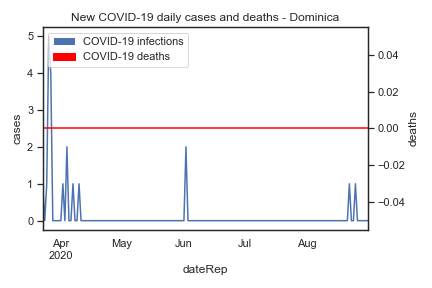 New COVID-19 daily cases and deaths - Dominica
COVID-19 infections
COVID-19 deaths
5
4
3
2
1
0
cases
0.04
0.02
0.00
−0.02
−0.04
deaths
Apr
2020
May
Jun
Jul
Aug
dateRep